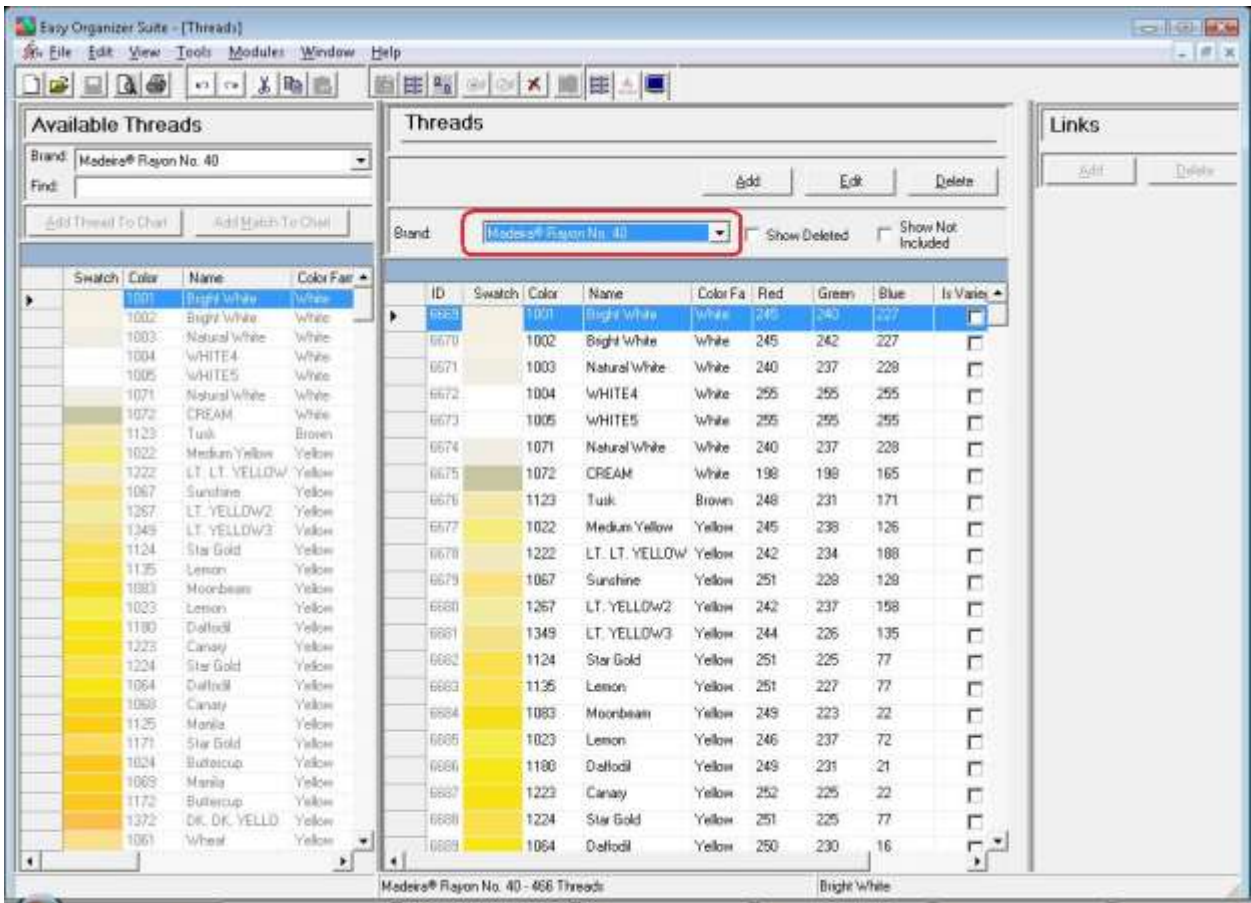 Easy Organizer Suite - [Threads]
File Edit View Tools Modules Window Help
Available Threads
Brand: Madeira® Rayon No. 40
Find:
Add Thread To Chart Add Match To Chart
Swatch Color Name Color Fam
1001 Bright White White
1002 Bright White White
1003 Natural White White
1004 WHITE4 White
1005 WHITE5 White
1071 Natural White White
1072 CREAM White
1123 Tusk Brown
1022 Medium Yellow Yellow
1222 LT. LT. YELLOW Yellow
1067 Sunshine Yellow
1267 LT. YELLOW2 Yellow
1349 LT. YELLOW3 Yellow
1124 Star Gold Yellow
1135 Lemon Yellow
1083 Moonbeam Yellow
1023 Lemon Yellow
1180 Daffodil Yellow
1223 Canary Yellow
1224 Star Gold Yellow
1064 Daffodil Yellow
1068 Canary Yellow
1125 Manila Yellow
1171 Star Gold Yellow
1024 Buttercup Yellow
1069 Manila Yellow
1172 Buttercup Yellow
1372 DK. DK. YELLO Yellow
1061 Wheat Yellow
Threads
Add Edit Delete
Brand: Madeira® Rayon No. 40 Show Deleted Show Not Included
ID Swatch Color Name Color Fa Red Green Blue Is Varieg
6669 1001 Bright White White 245 240 227
6670 1002 Bright White White 245 242 227
6671 1003 Natural White White 240 237 228
6672 1004 WHITE4 White 255 255 255
6673 1005 WHITE5 White 255 255 255
6674 1071 Natural White White 240 237 228
6675 1072 CREAM White 198 198 165
6676 1123 Tusk Brown 248 231 171
6677 1022 Medium Yellow Yellow 245 238 126
6678 1222 LT. LT. YELLOW Yellow 242 234 188
6679 1067 Sunshine Yellow 251 228 128
6680 1267 LT. YELLOW2 Yellow 242 237 158
6681 1349 LT. YELLOW3 Yellow 244 226 135
6682 1124 Star Gold Yellow 251 225 77
6683 1135 Lemon Yellow 251 227 77
6684 1083 Moonbeam Yellow 249 223 22
6685 1023 Lemon Yellow 246 237 72
6686 1180 Daffodil Yellow 249 231 21
6687 1223 Canary Yellow 252 225 22
6688 1224 Star Gold Yellow 251 225 77
6689 1064 Daffodil Yellow 250 230 16
Madeira® Rayon No. 40 - 466 Threads Bright White
Links
Add Delete